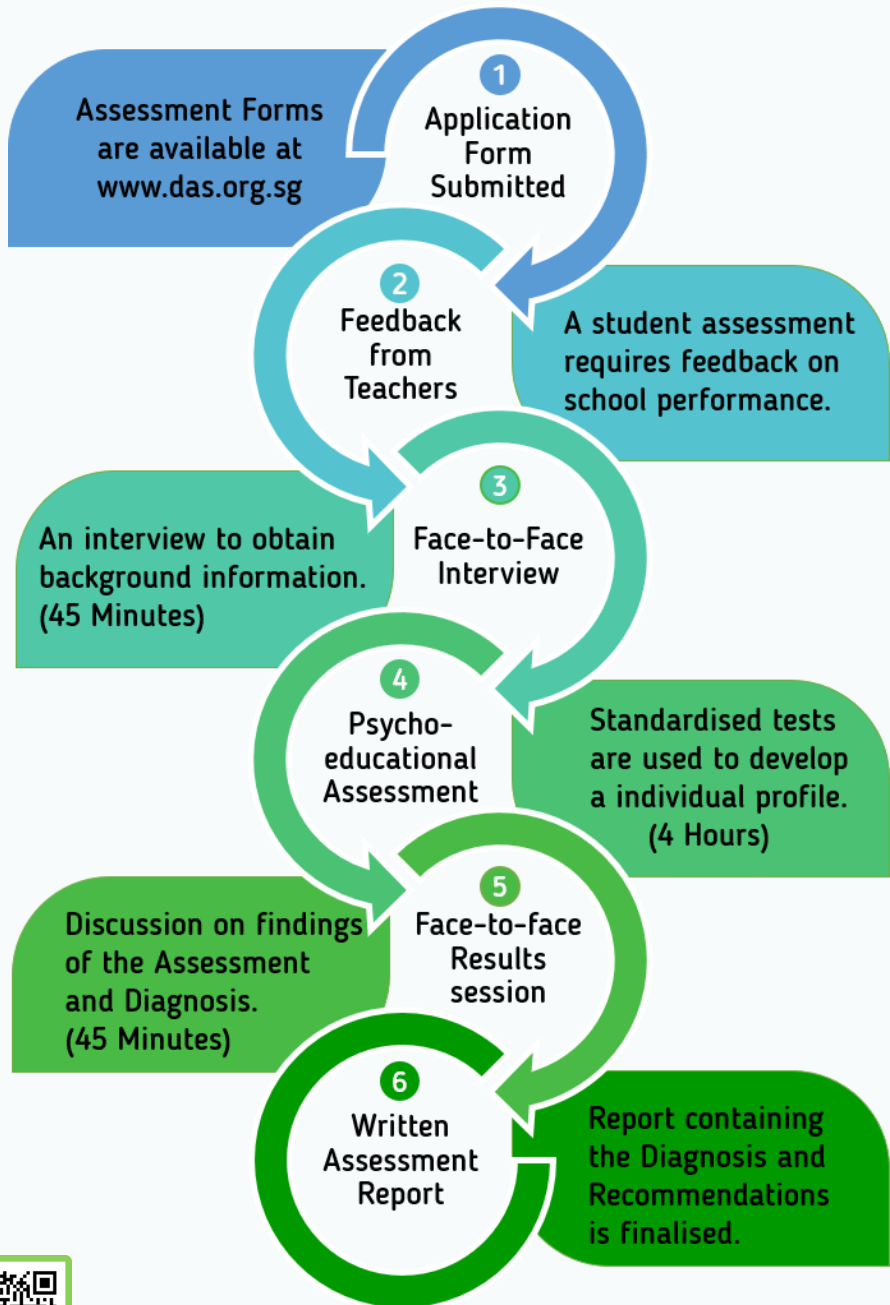 1
Application
Form
Submitted
Assessment Forms
are available at
www.das.org.sg
2
Feedback
from
Teachers
A student assessment
requires feedback on
school performance.
3
Face-to-Face
Interview
An interview to obtain
background information.
(45 Minutes)
4
Psycho-
educational
Assessment
Standardised tests
are used to develop
a individual profile.
(4 Hours)
5
Face-to-face
Results
session
Discussion on findings
of the Assessment
and Diagnosis.
(45 Minutes)
6
Written
Assessment
Report
Report containing
the Diagnosis and
Recommendations
is finalised.